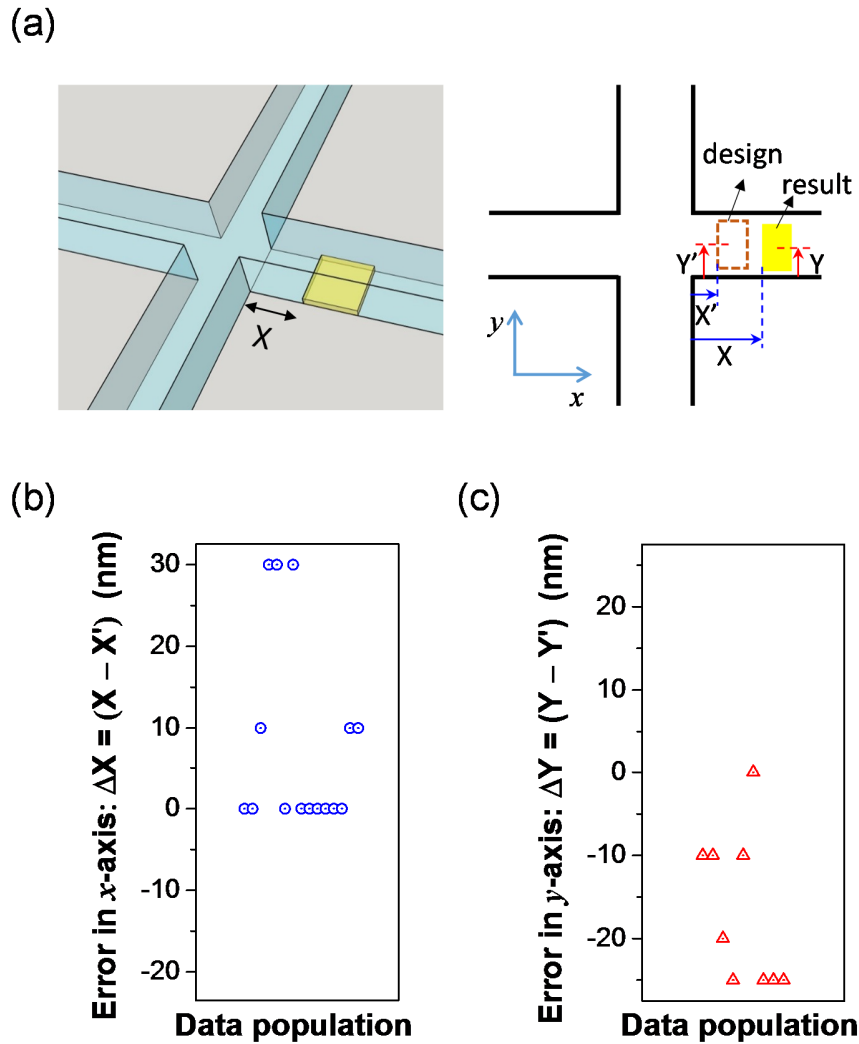 (a)
X
design
result
Y'
Y
X'
X
y
x
(b)
Error in x-axis: ΔX = (X − X') (nm)
30
20
10
0
-10
-20
Data population
(c)
Error in y-axis: ΔY = (Y − Y') (nm)
20
10
0
-10
-20
Data population